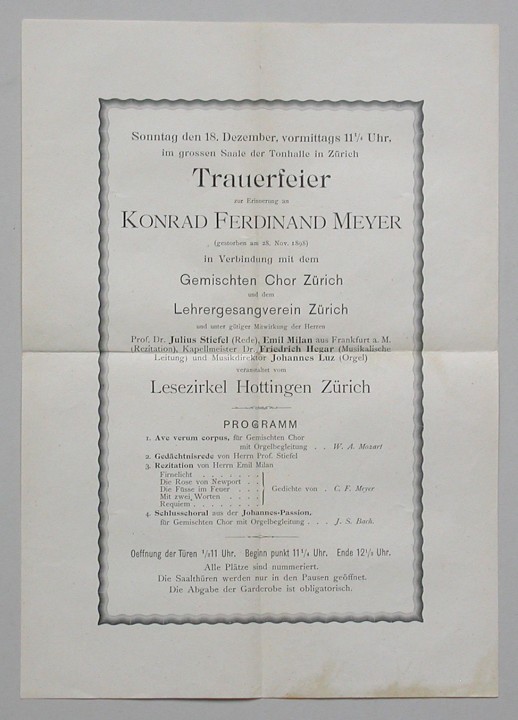 Sonntag den 18. Dezember, vormittags 11¼ Uhr,
im grossen Saale der Tonhalle in Zürich
Trauerfeier
zur Erinnerung an
KONRAD FERDINAND MEYER
(gestorben am 28. Nov. 1898)
in Verbindung mit dem
Gemischten Chor Zürich
und dem
Lehrergesangverein Zürich
und unter gütiger Mitwirkung der Herren
Prof. Dr. Julius Stiefel (Rede), Emil Milan aus Frankfurt a. M.
(Rezitation), Kapellmeister Dr. Friedrich Hegar (Musikalische
Leitung) und Musikdirektor Johannes Luz (Orgel)
veranstaltet vom
Lesezirkel Hottingen Zürich
PROGRAMM
1. Ave verum corpus, für Gemischten Chor
mit Orgelbegleitung . . W. A. Mozart
2. Gedächtnisrede von Herrn Prof. Stiefel
3. Rezitation von Herrn Emil Milan
Firnelicht . . . . . . .
Die Rose von Newport . .
Die Füsse im Feuer . . . Gedichte von . C. F. Meyer
Mit zwei Worten . . . .
Requiem . . . . . . . .
4. Schlusschoral aus der Johannes-Passion,
für Gemischten Chor mit Orgelbegleitung . . . J. S. Bach.
Oeffnung der Türen ½11 Uhr. Beginn punkt 11¼ Uhr. Ende 12½ Uhr.
Alle Plätze sind nummeriert.
Die Saalthüren werden nur in den Pausen geöffnet.
Die Abgabe der Garderobe ist obligatorisch.